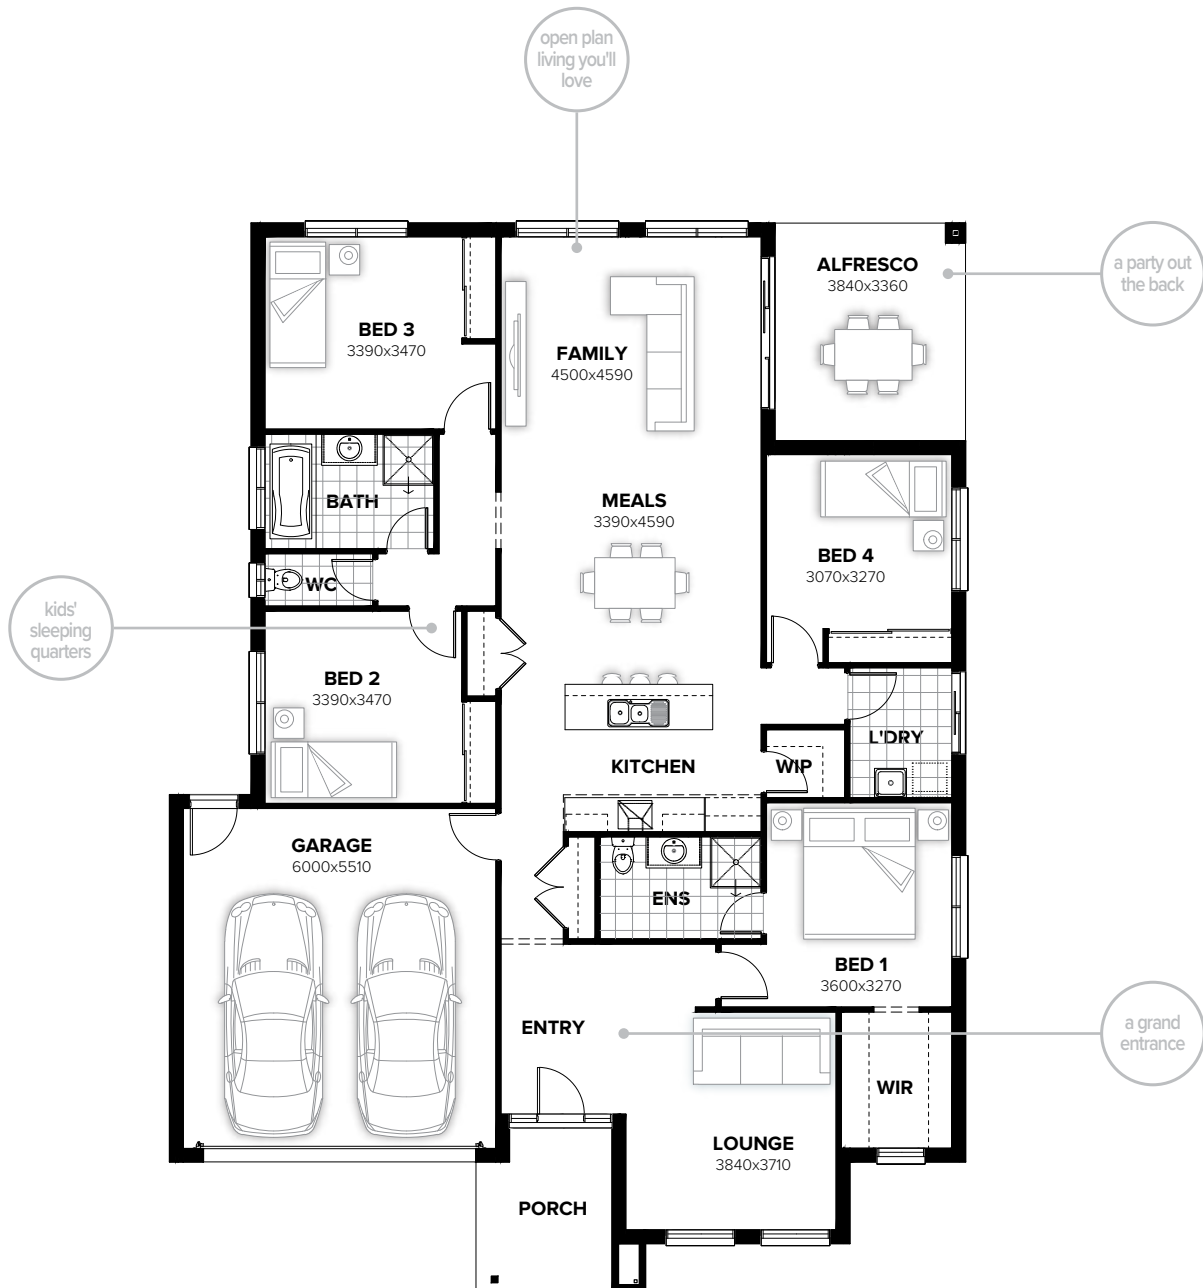 open plan
living you'll
love
ALFRESCO
3840x3360
a party out
the back
BED 3
3390x3470
FAMILY
4500x4590
BATH
MEALS
3390x4590
BED 4
3070x3270
WC
kids'
sleeping
quarters
BED 2
3390x3470
L'DRY
KITCHEN
WIP
GARAGE
6000x5510
ENS
BED 1
3600x3270
ENTRY
a grand
entrance
WIR
LOUNGE
3840x3710
PORCH